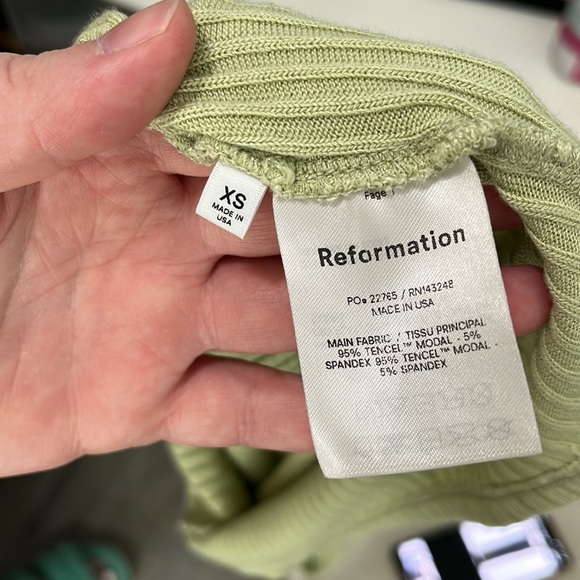 XS
MADE IN
USA
Page 1
Reformation
PO# 22765 / RN143248
MADE IN USA
MAIN FABRIC / TISSU PRINCIPAL
95% TENCEL™ MODAL - 5%
SPANDEX 95% TENCEL™ MODAL -
5% SPANDEX